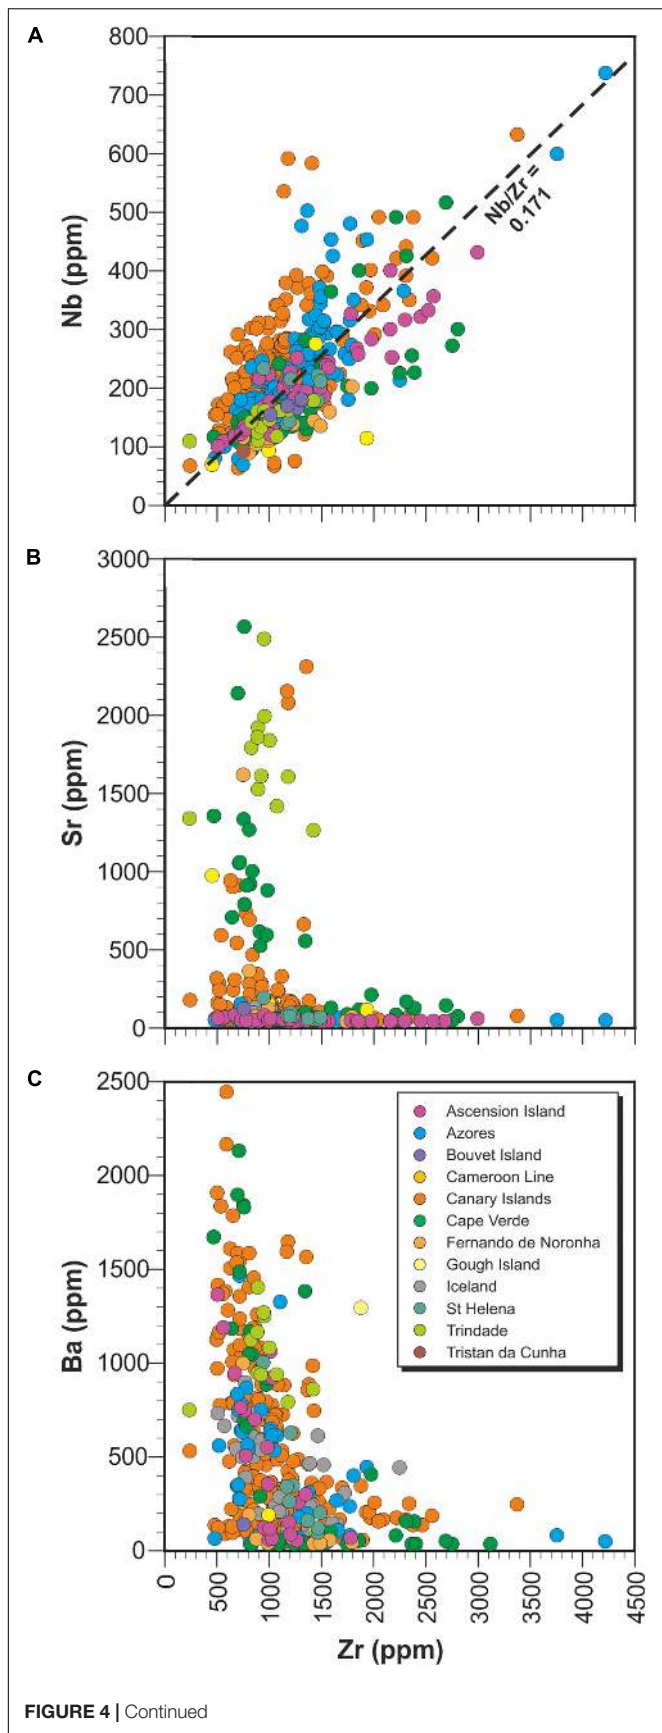 A
800
700
600
500
400
300
200
100
0
Nb (ppm)
Nb/Zr =
0.171
B
3000
2500
2000
1500
1000
500
0
Sr (ppm)
C
2500
2000
1500
1000
500
0
Ba (ppm)
Ascension Island
Azores
Bouvet Island
Cameroon Line
Canary Islands
Cape Verde
Fernando de Noronha
Gough Island
Iceland
St Helena
Trindade
Tristan da Cunha
0 500 1000 1500 2000 2500 3000 3500 4000 4500
Zr (ppm)
FIGURE 4 | Continued